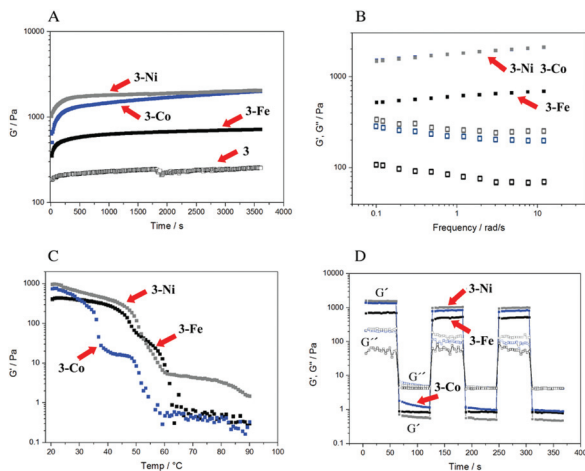 A
G' / Pa
10000
1000
100
3-Ni
3-Co
3-Fe
3
0 500 1000 1500 2000 2500 3000 3500 4000
Time / s
B
G', G'' / Pa
1000
100
3-Ni 3-Co
3-Fe
0.1 1 10
Frequency / rad/s
C
G' / Pa
1000
100
10
1
0.1
3-Ni
3-Fe
3-Co
20 40 60 80 100
Temp / °C
D
G', G'' / Pa
10000
1000
100
10
1
0.1
G´
3-Ni
3-Fe
G´´
G´´
3-Co
G´
0 50 100 150 200 250 300 350 400
Time / s